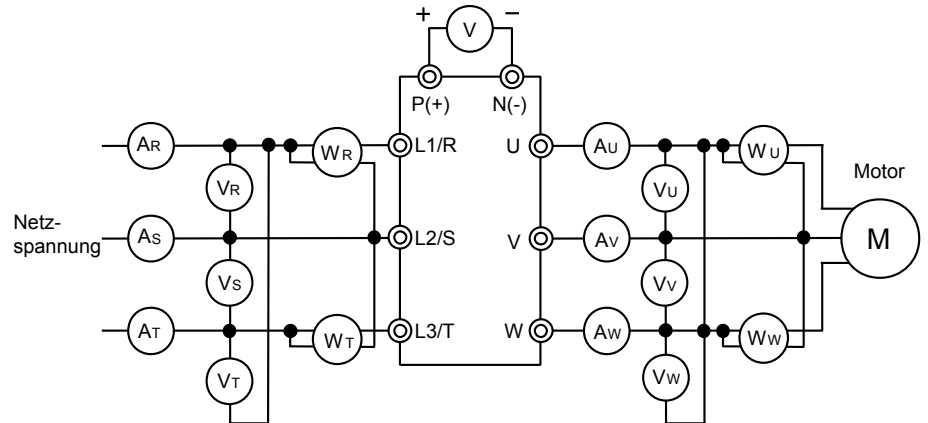 + V –
P(+) N(-)
AR WR L1/R U AU WU Motor
VR VU
Netz-
spannung AS L2/S V AV M
VS VV
AT WT L3/T W AW WW
VT VW